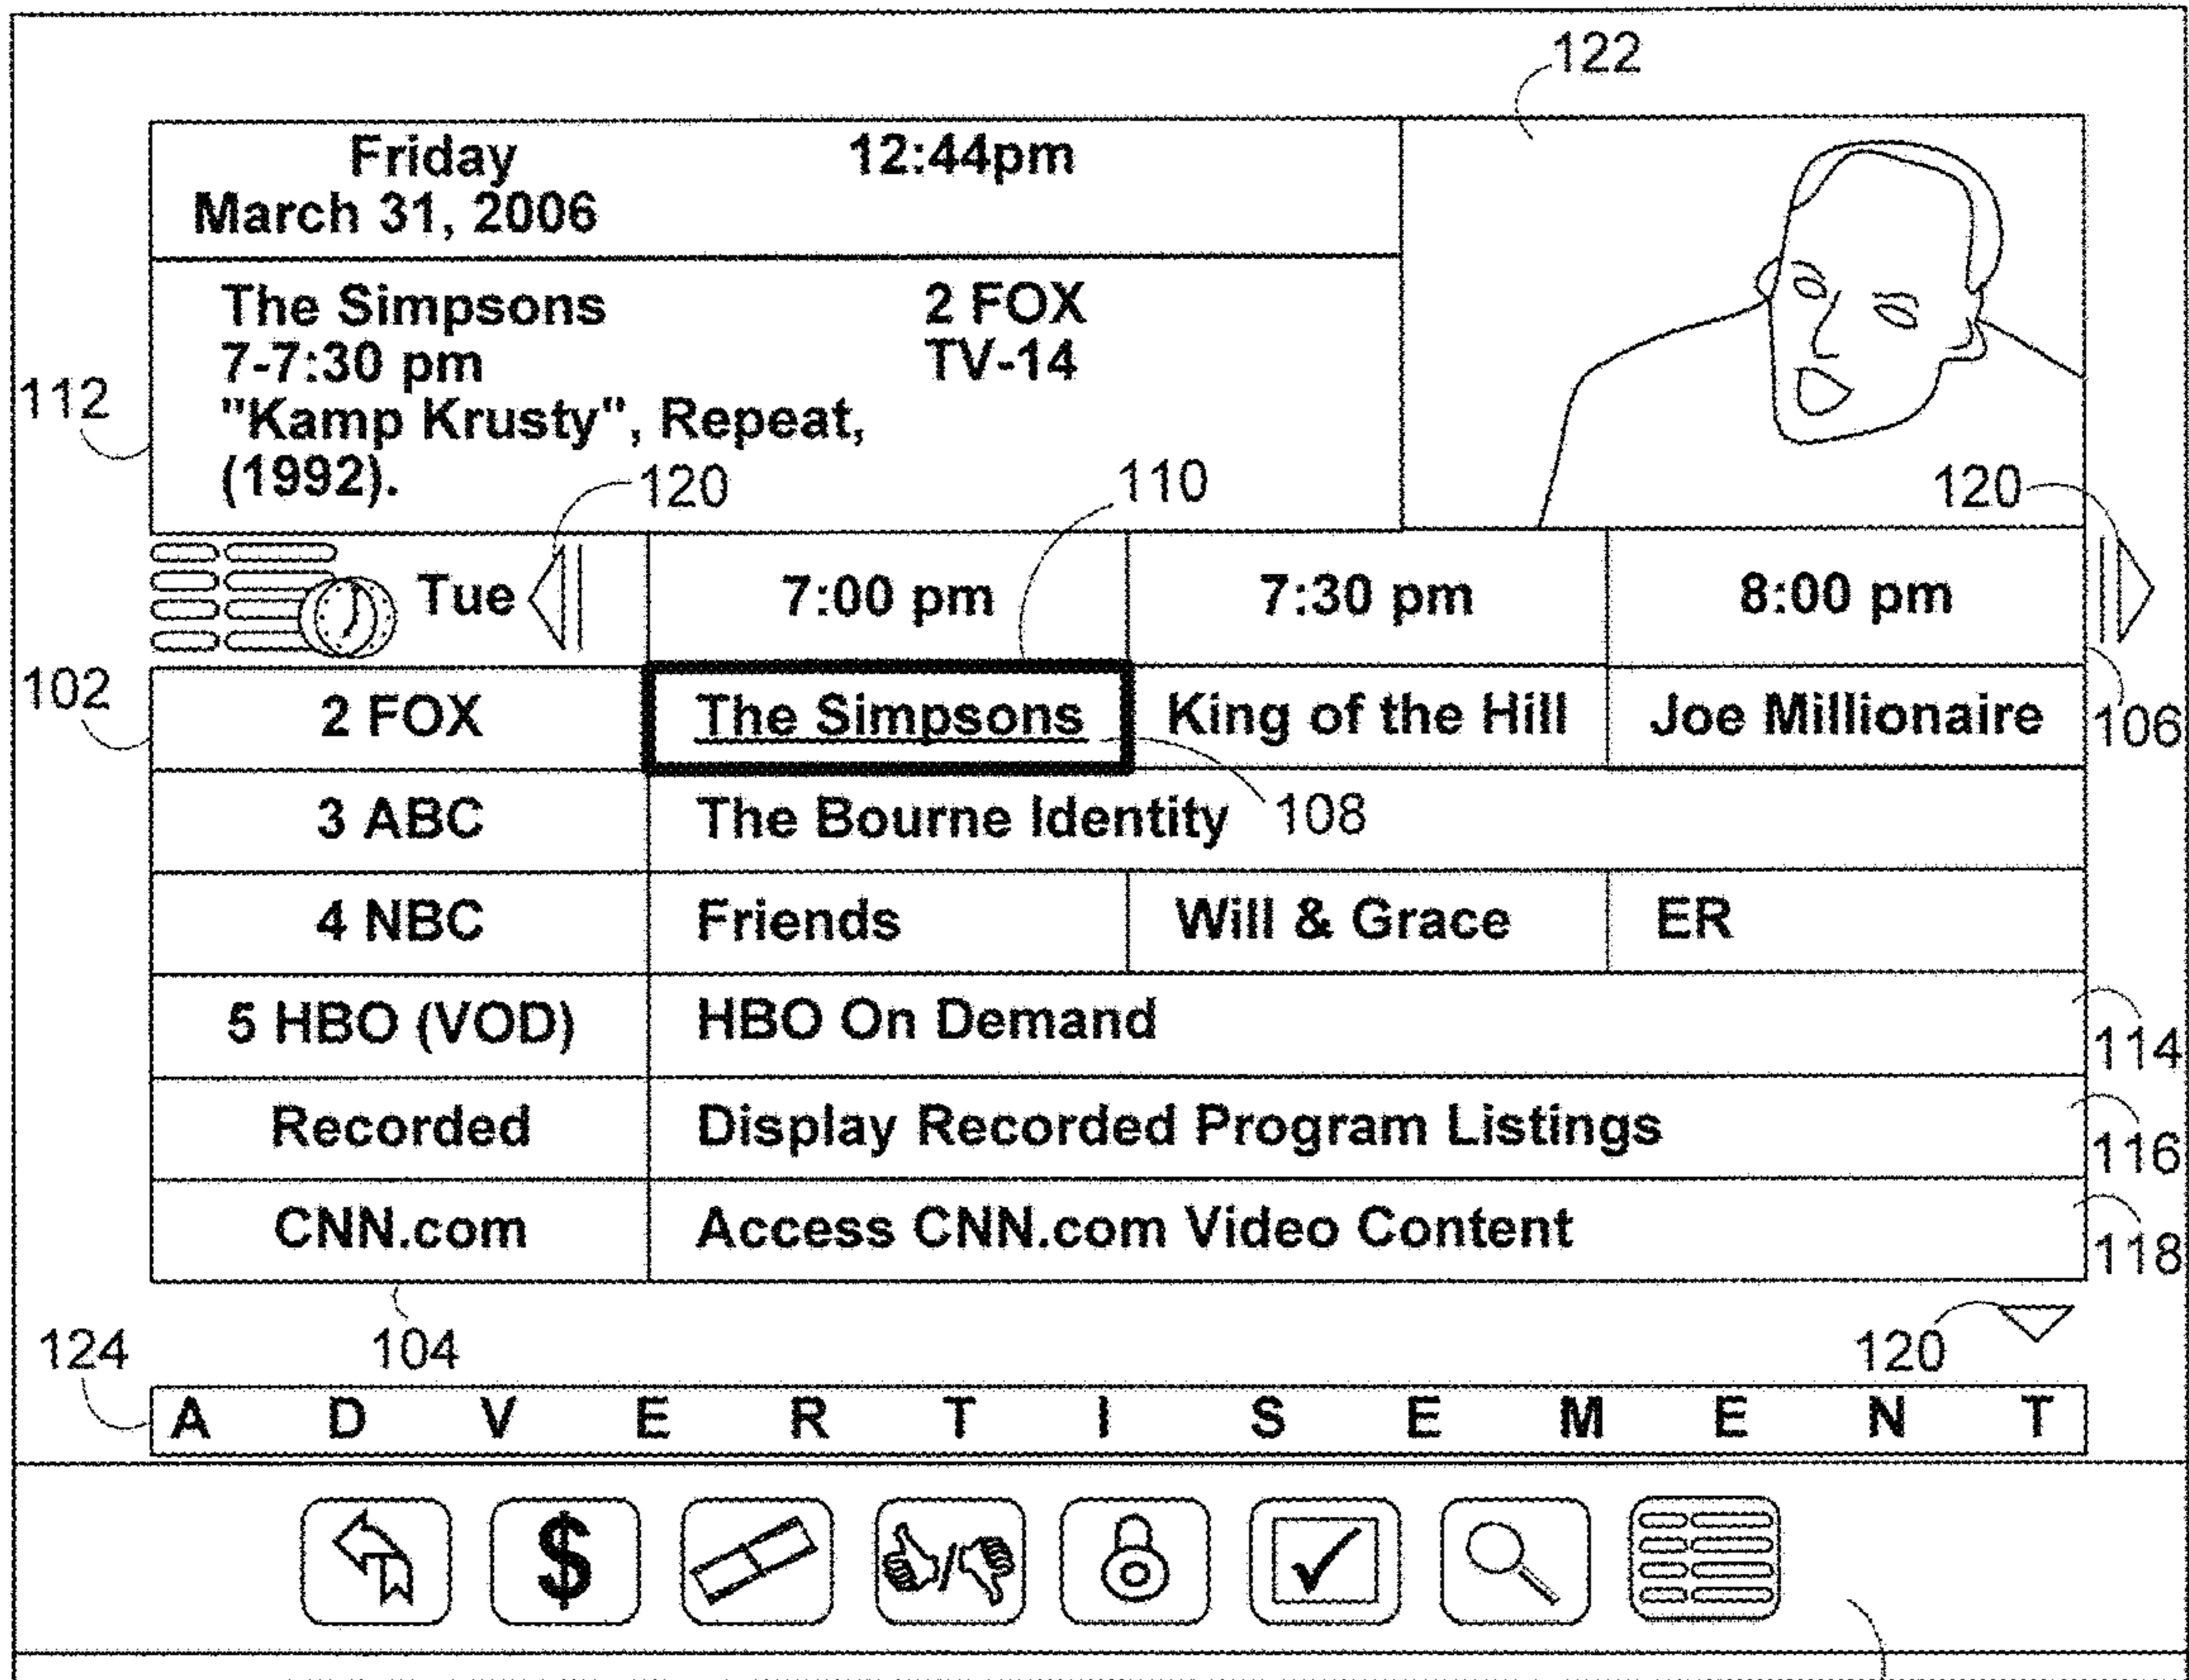 122
Friday 12:44pm
March 31, 2006
The Simpsons 2 FOX
7-7:30 pm TV-14
112
"Kamp Krusty", Repeat,
(1992).
120 110 120
Tue 7:00 pm 7:30 pm 8:00 pm
102
2 FOX The Simpsons King of the Hill Joe Millionaire
106
3 ABC The Bourne Identity 108
4 NBC Friends Will & Grace ER
5 HBO (VOD) HBO On Demand
114
Recorded Display Recorded Program Listings
116
CNN.com Access CNN.com Video Content
118
124 104 120
A D V E R T I S E M E N T
$ /